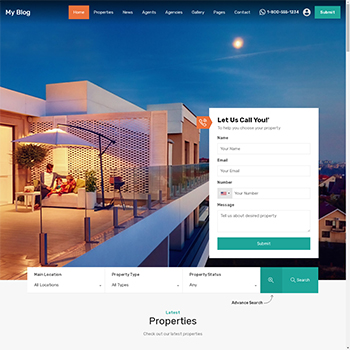 My Blog
Home Properties News Agents Agencies Gallery Pages Contact 1-800-555-1234 Submit
Let Us Call You!
To help you choose your property
Name
Your Name
Email
Your Email
Number
Your Number
Message
Tell us about desired property
Submit
Main Location Property Type Property Status
All Locations All Types Any Search
Advance Search
Latest
Properties
Check out our latest properties